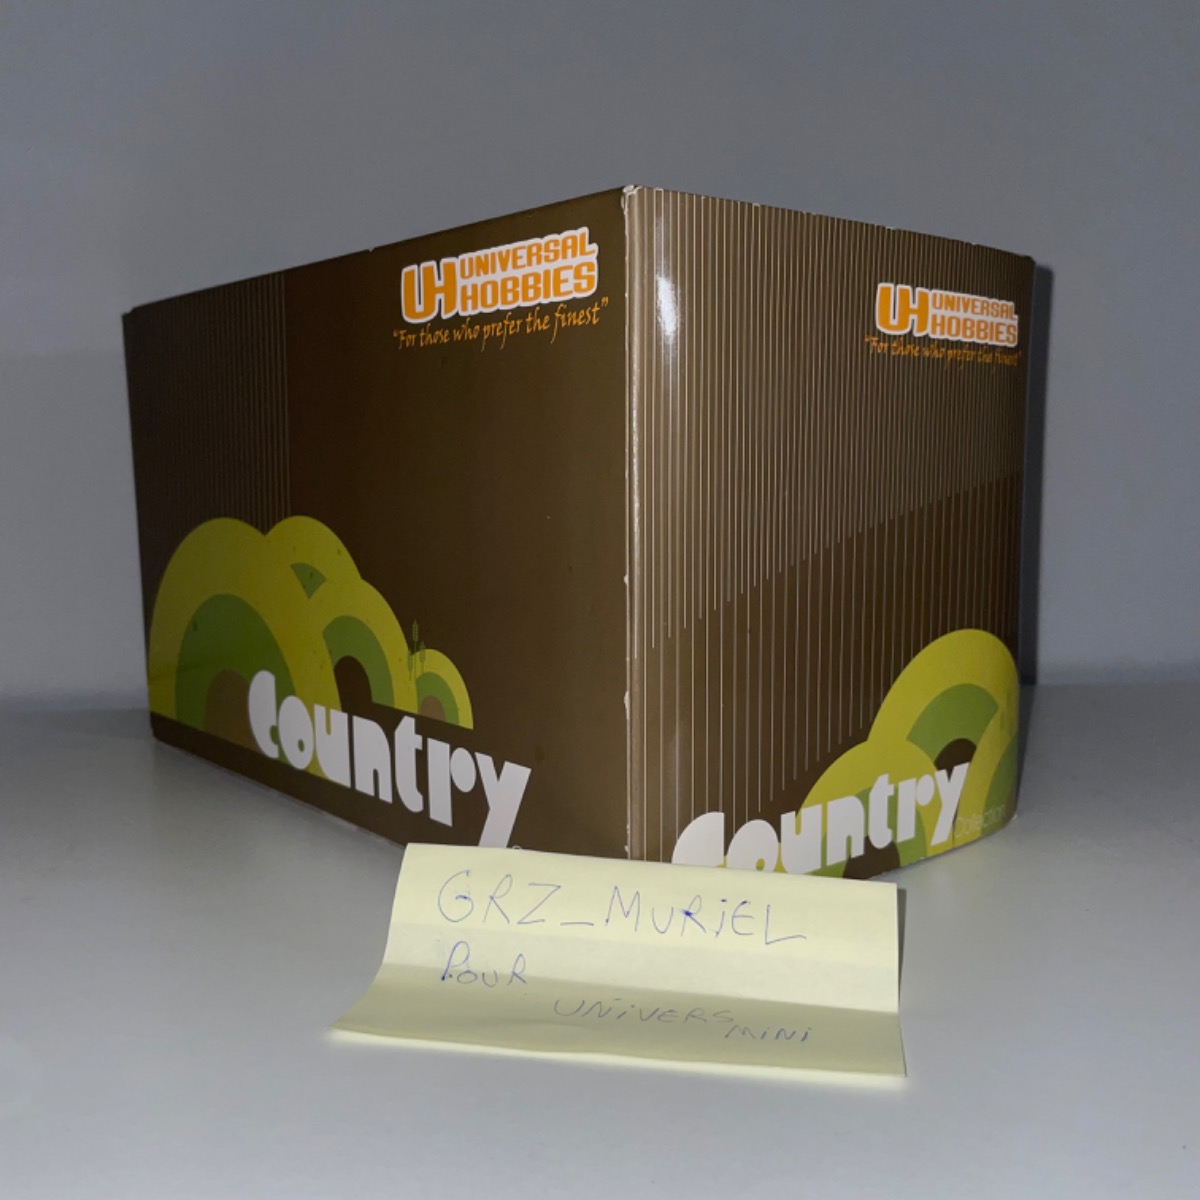 UH UNIVERSAL
HOBBIES
"For those who prefer the finest"
Country
UH UNIVERSAL
HOBBIES
"For those who prefer the finest"
Country
Collection
GRZ_MURiEL
POUR
UNiVERS
MiNi